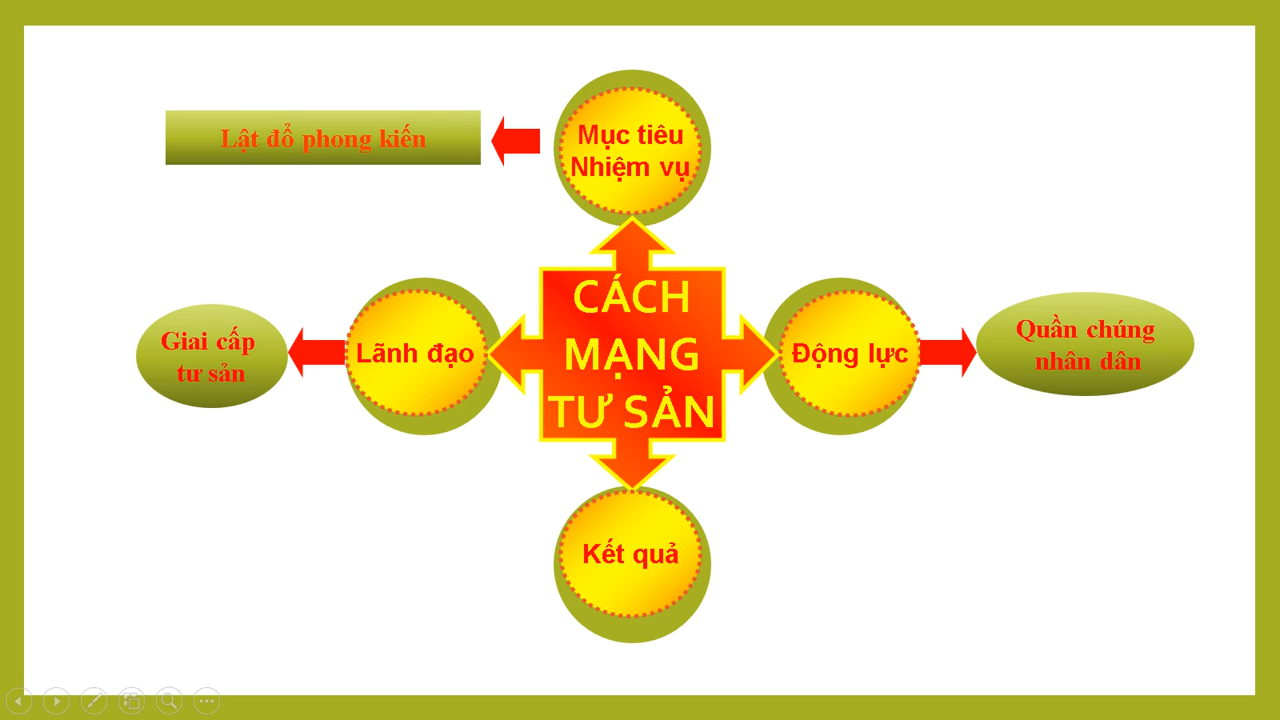 Mục tiêu
Nhiệm vụ
Lật đổ phong kiến
CÁCH
MẠNG
TƯ SẢN
Lãnh đạo
Giai cấp
tư sản
Động lực
Quần chúng
nhân dân
Kết quả